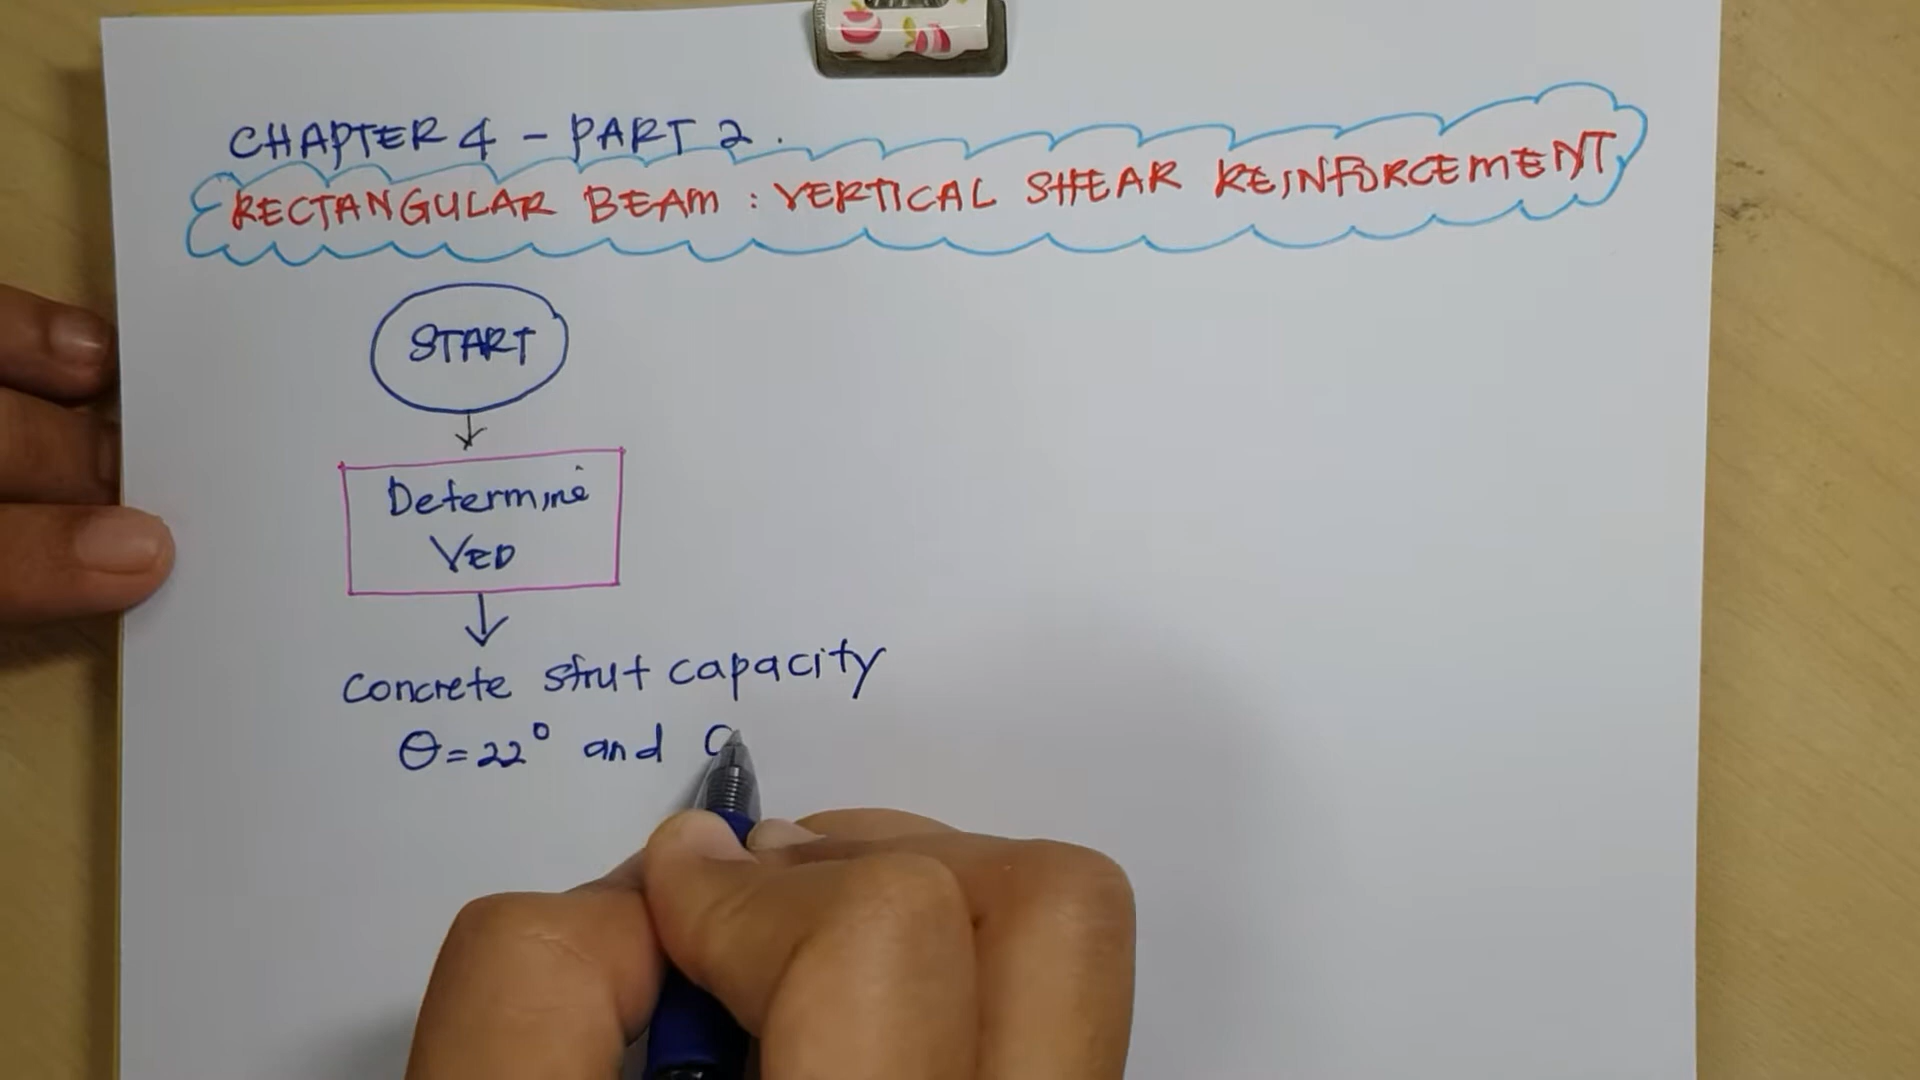 CHAPTER 4 - PART 2.
RECTANGULAR BEAM : VERTICAL SHEAR REINFORCEMENT
START
Determine
VED
Concrete strut capacity
θ = 22° and